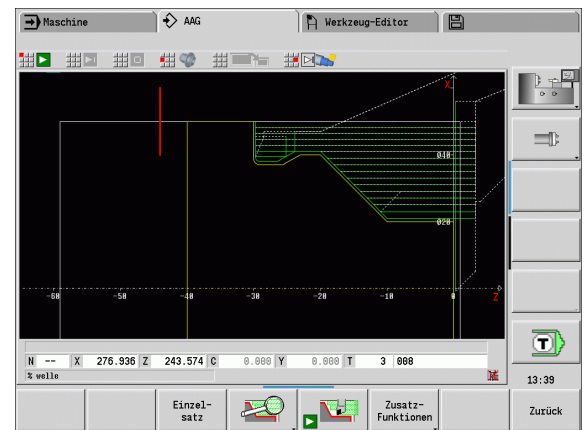 Maschine
AAG
Werkzeug-Editor
X
Ø40
Ø20
-60 -50 -40 -30 -20 -10 0 Z
N -- X 276.936 Z 243.574 C 0.000 Y 0.000 T 3 008
% welle
T
13:39
Einzel-
satz
Zusatz-
Funktionen
Zurück